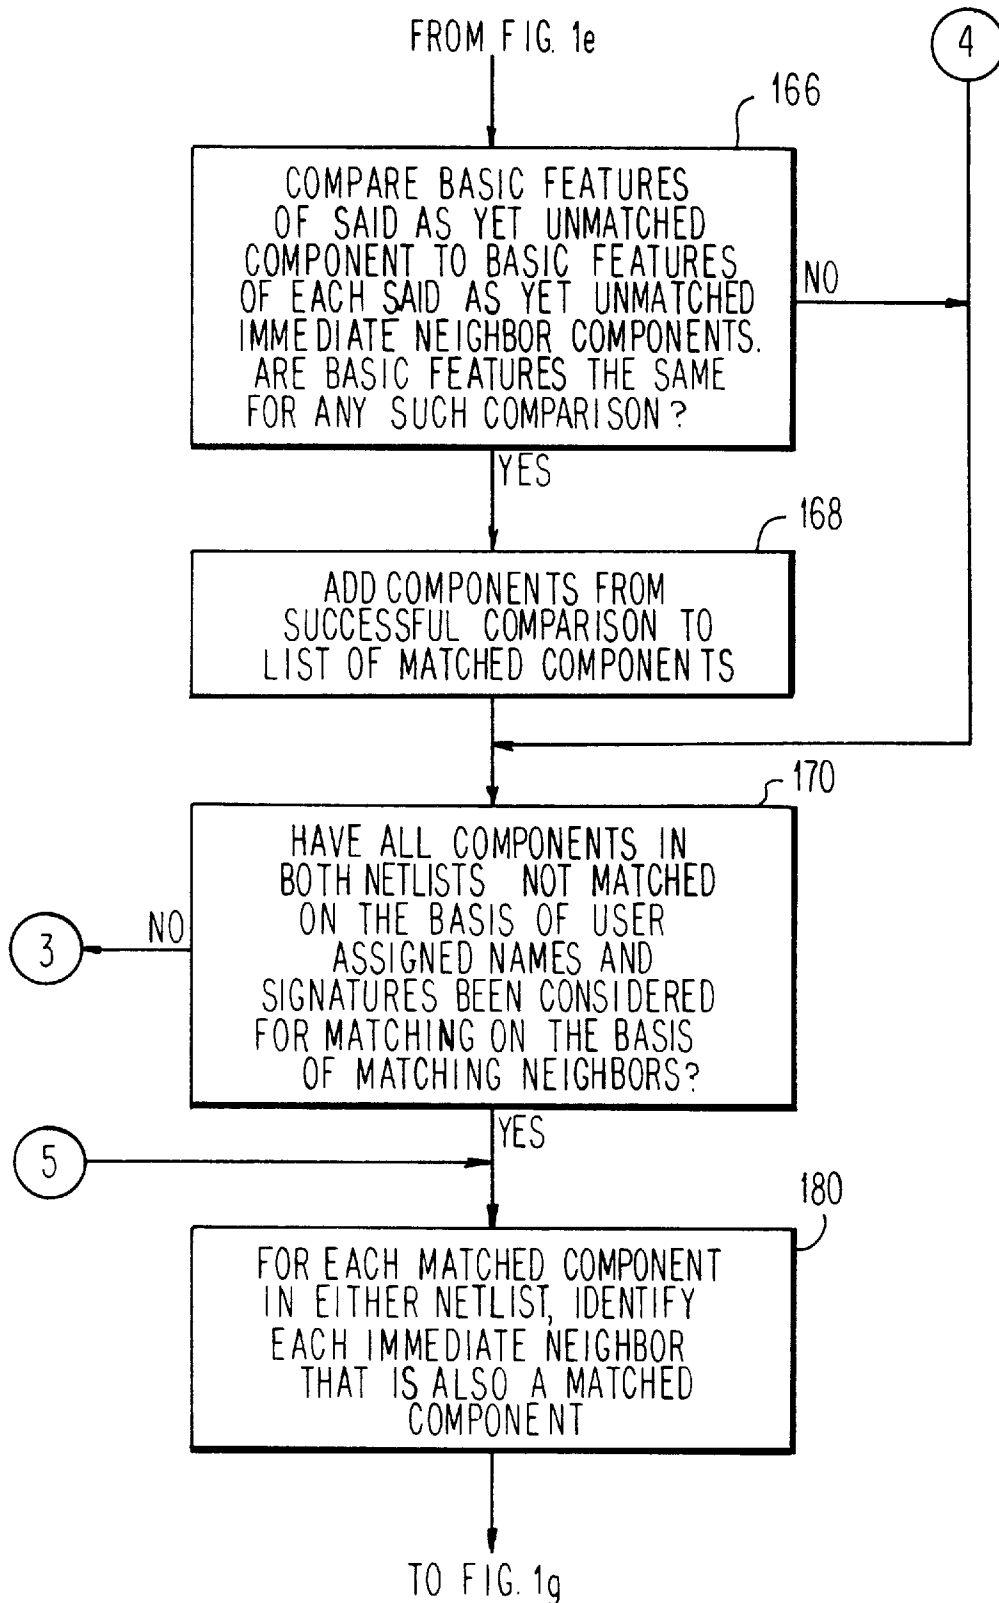 FROM FIG. 1e
4
166
COMPARE BASIC FEATURES
OF SAID AS YET UNMATCHED
COMPONENT TO BASIC FEATURES
OF EACH SAID AS YET UNMATCHED
IMMEDIATE NEIGHBOR COMPONENTS.
ARE BASIC FEATURES THE SAME
FOR ANY SUCH COMPARISON?
NO
YES
168
ADD COMPONENTS FROM
SUCCESSFUL COMPARISON TO
LIST OF MATCHED COMPONENTS
170
HAVE ALL COMPONENTS IN
BOTH NETLISTS NOT MATCHED
ON THE BASIS OF USER
ASSIGNED NAMES AND
SIGNATURES BEEN CONSIDERED
FOR MATCHING ON THE BASIS
OF MATCHING NEIGHBORS?
NO
3
YES
5
180
FOR EACH MATCHED COMPONENT
IN EITHER NETLIST, IDENTIFY
EACH IMMEDIATE NEIGHBOR
THAT IS ALSO A MATCHED
COMPONENT
TO FIG. 1g